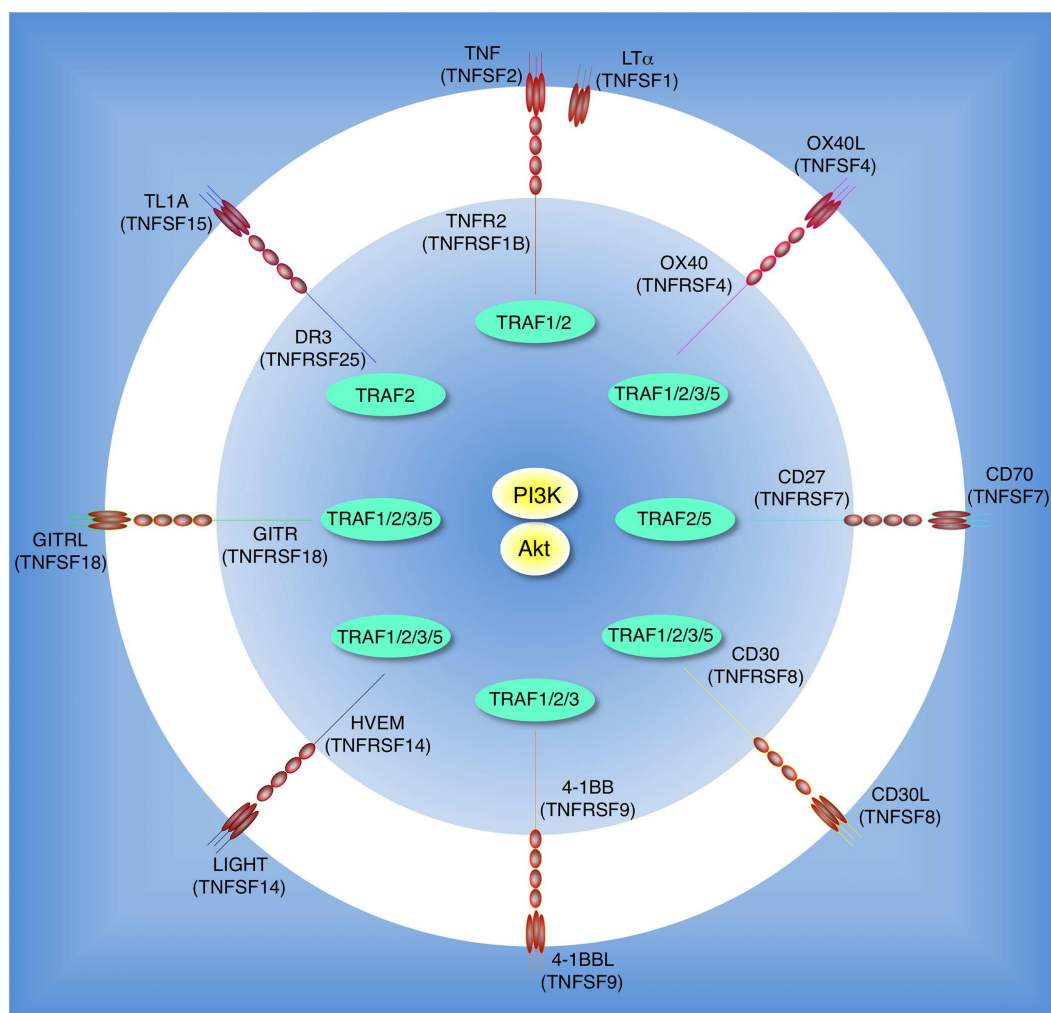 TNF
(TNFSF2)
LTα
(TNFSF1)
OX40L
(TNFSF4)
TL1A
(TNFSF15)
TNFR2
(TNFRSF1B)
OX40
(TNFRSF4)
DR3
(TNFRSF25)
TRAF1/2
TRAF2
TRAF1/2/3/5
CD27
(TNFRSF7)
CD70
(TNFSF7)
PI3K
Akt
GITRL
(TNFSF18)
GITR
(TNFRSF18)
TRAF1/2/3/5
TRAF2/5
TRAF1/2/3/5
TRAF1/2/3/5
CD30
(TNFRSF8)
TRAF1/2/3
HVEM
(TNFRSF14)
4-1BB
(TNFRSF9)
CD30L
(TNFSF8)
LIGHT
(TNFSF14)
4-1BBL
(TNFSF9)